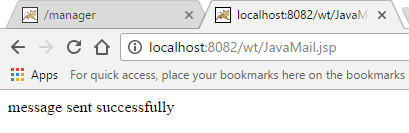 /manager
localhost:8082/wt/JavaM
localhost:8082/wt/JavaMail.jsp
Apps
For quick access, place your bookmarks here on the bookmarks
message sent successfully